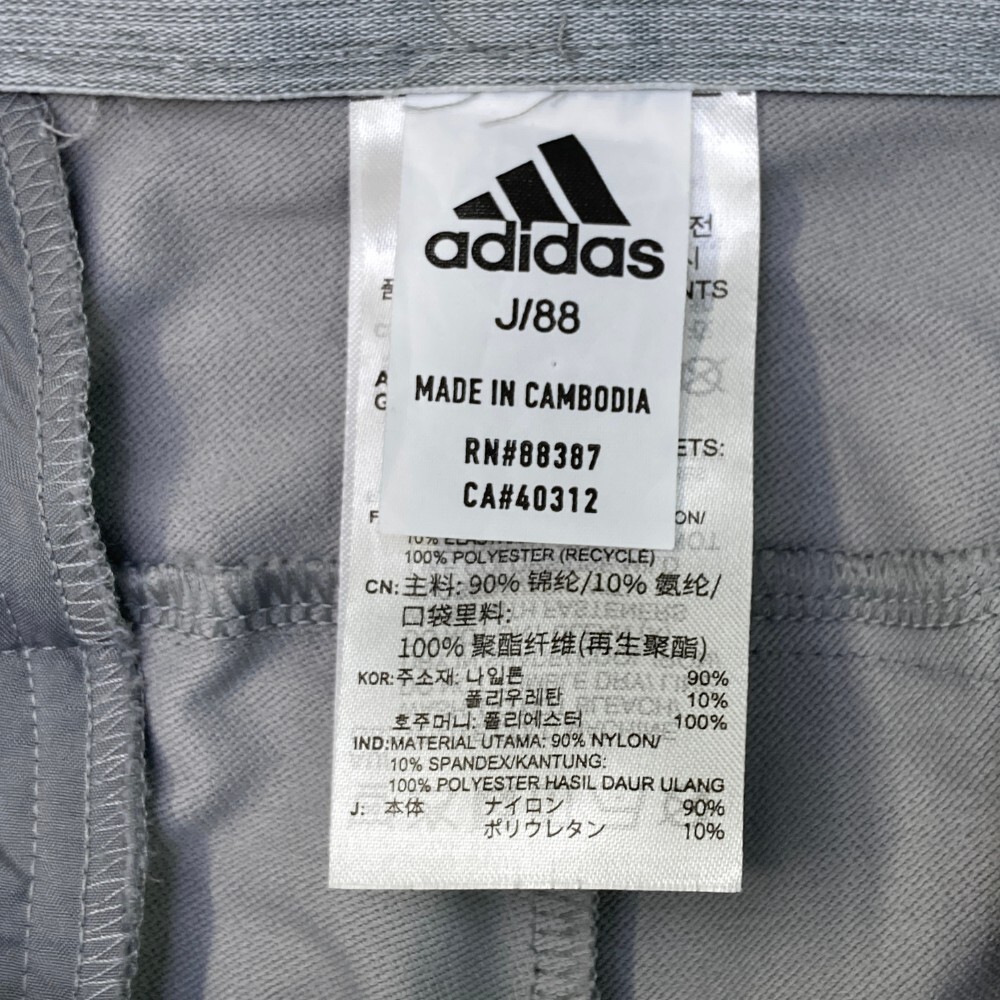 adidas
J/88
MADE IN CAMBODIA
RN#88387
CA#40312
전
NTS
ETS:
ON/
100% POLYESTER (RECYCLE)
CN: 主料: 90% 锦纶/10% 氨纶/
口袋里料:
100% 聚酯纤维(再生聚酯)
KOR: 주소재: 나일론 90%
폴리우레탄 10%
호주머니: 폴리에스터 100%
IND: MATERIAL UTAMA: 90% NYLON/
10% SPANDEX/KANTUNG:
100% POLYESTER HASIL DAUR ULANG
J: 本体 ナイロン 90%
ポリウレタン 10%